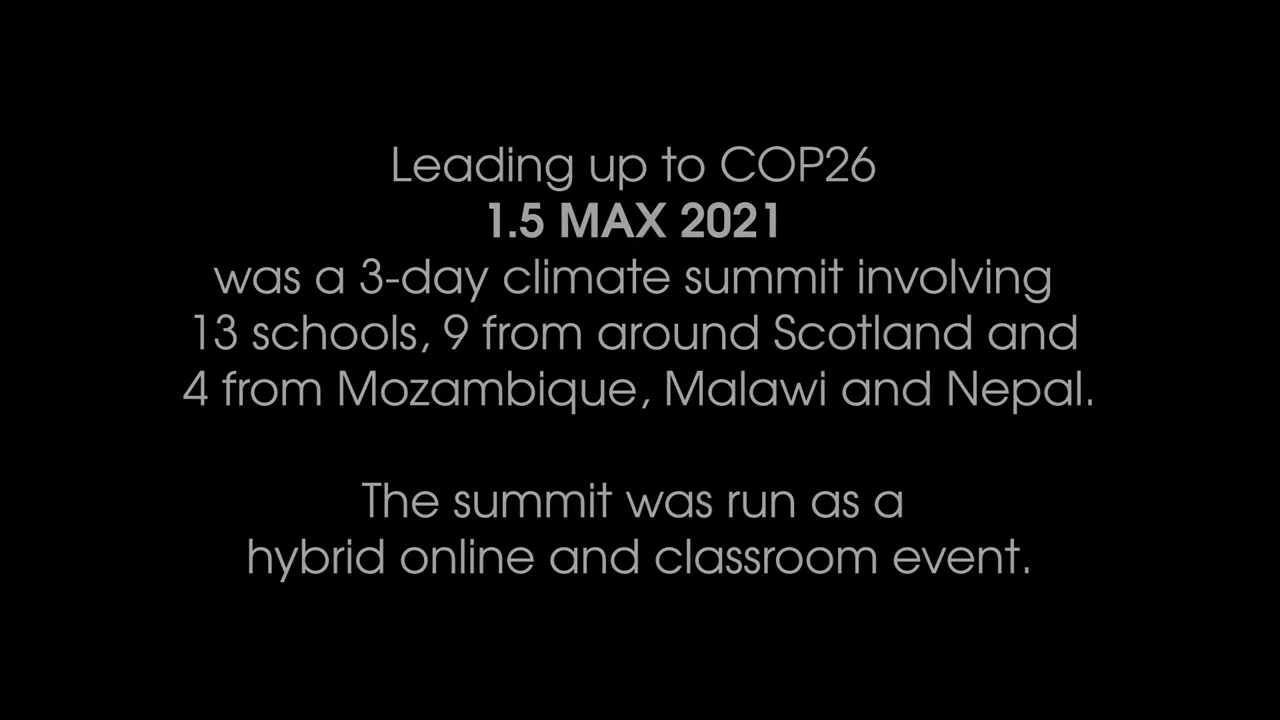 Leading up to COP26
1.5 MAX 2021
was a 3-day climate summit involving
13 schools, 9 from around Scotland and
4 from Mozambique, Malawi and Nepal.
The summit was run as a
hybrid online and classroom event.